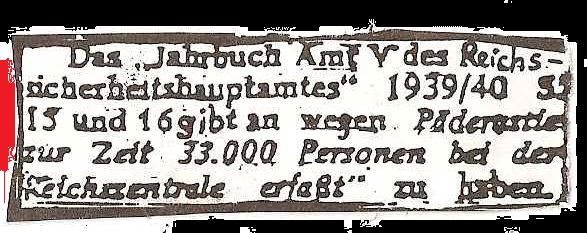 Das „Jahrbuch Amt V des Reichs-
sicherheitshauptamtes“ 1939/40 S.
15 und 16 gibt an wegen Päderastie
zur Zeit 33.000 Personen bei der
Reichszentrale erfaßt“ zu haben.